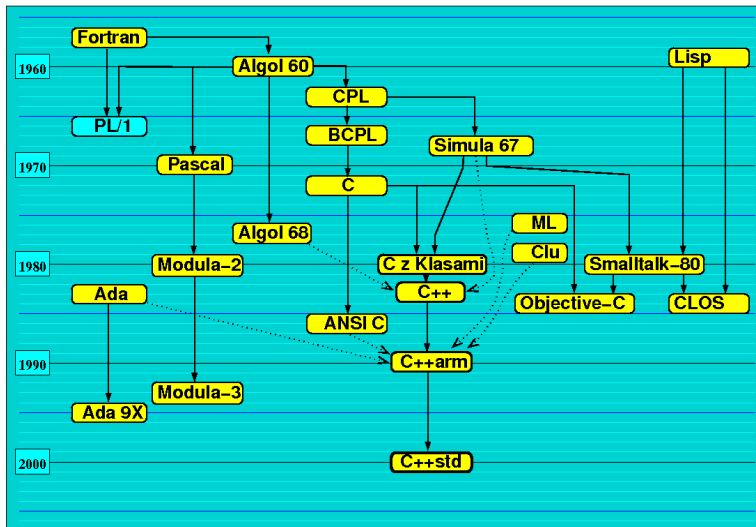 Fortran
Lisp
1960
Algol 60
CPL
PL/1
BCPL
Simula 67
1970
Pascal
C
ML
Algol 68
Clu
1980
Modula-2
C z Klasami
Smalltalk-80
Ada
C++
Objective-C
CLOS
ANSI C
1990
C++arm
Modula-3
Ada 9X
2000
C++std